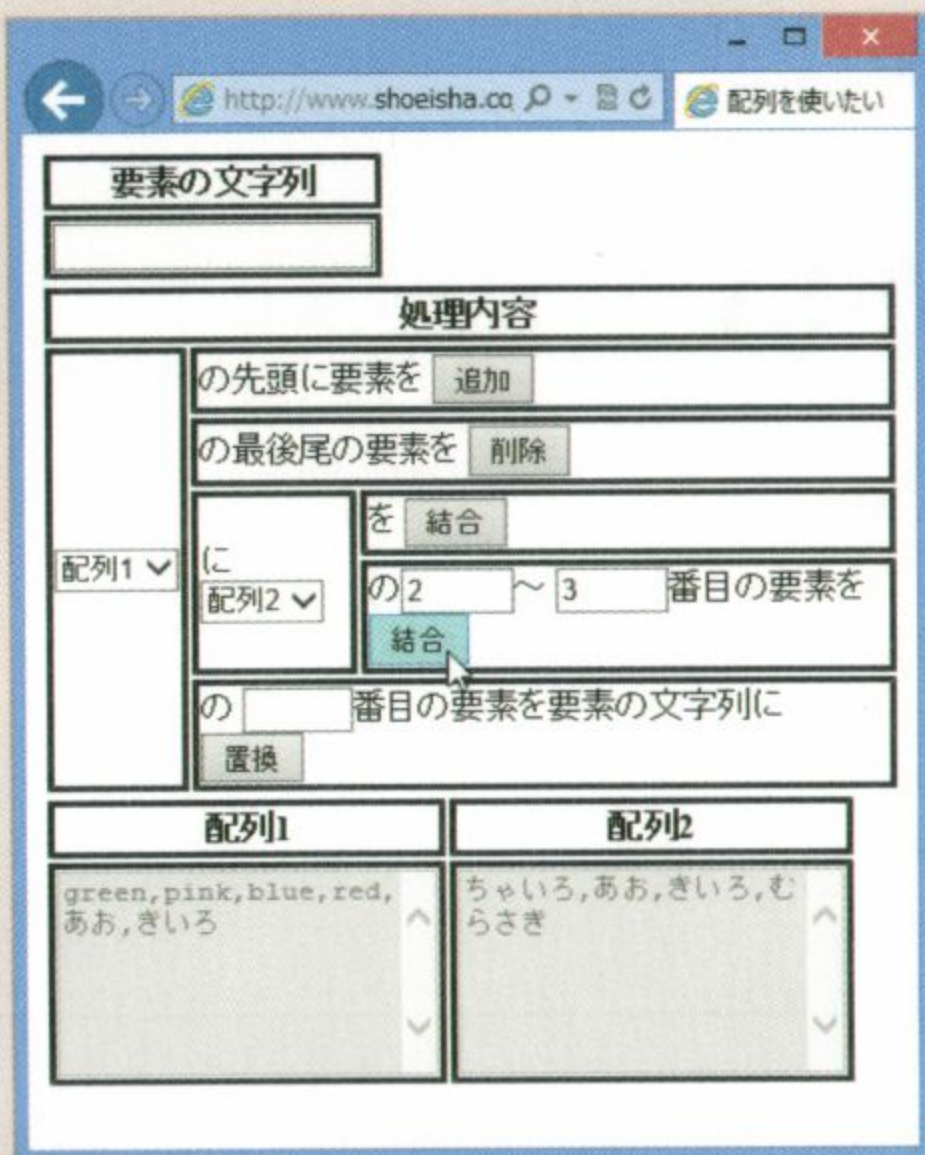 http://www.shoeisha.co
配列を使いたい
要素の文字列
処理内容
配列1
の先頭に要素を 追加
の最後尾の要素を 削除
に
配列2
を 結合
の 2 ～ 3 番目の要素を
結合
の 番目の要素を要素の文字列に
置換
配列1 配列2
green,pink,blue,red,
あお,きいろ
ちゃいろ,あお,きいろ,む
らさき